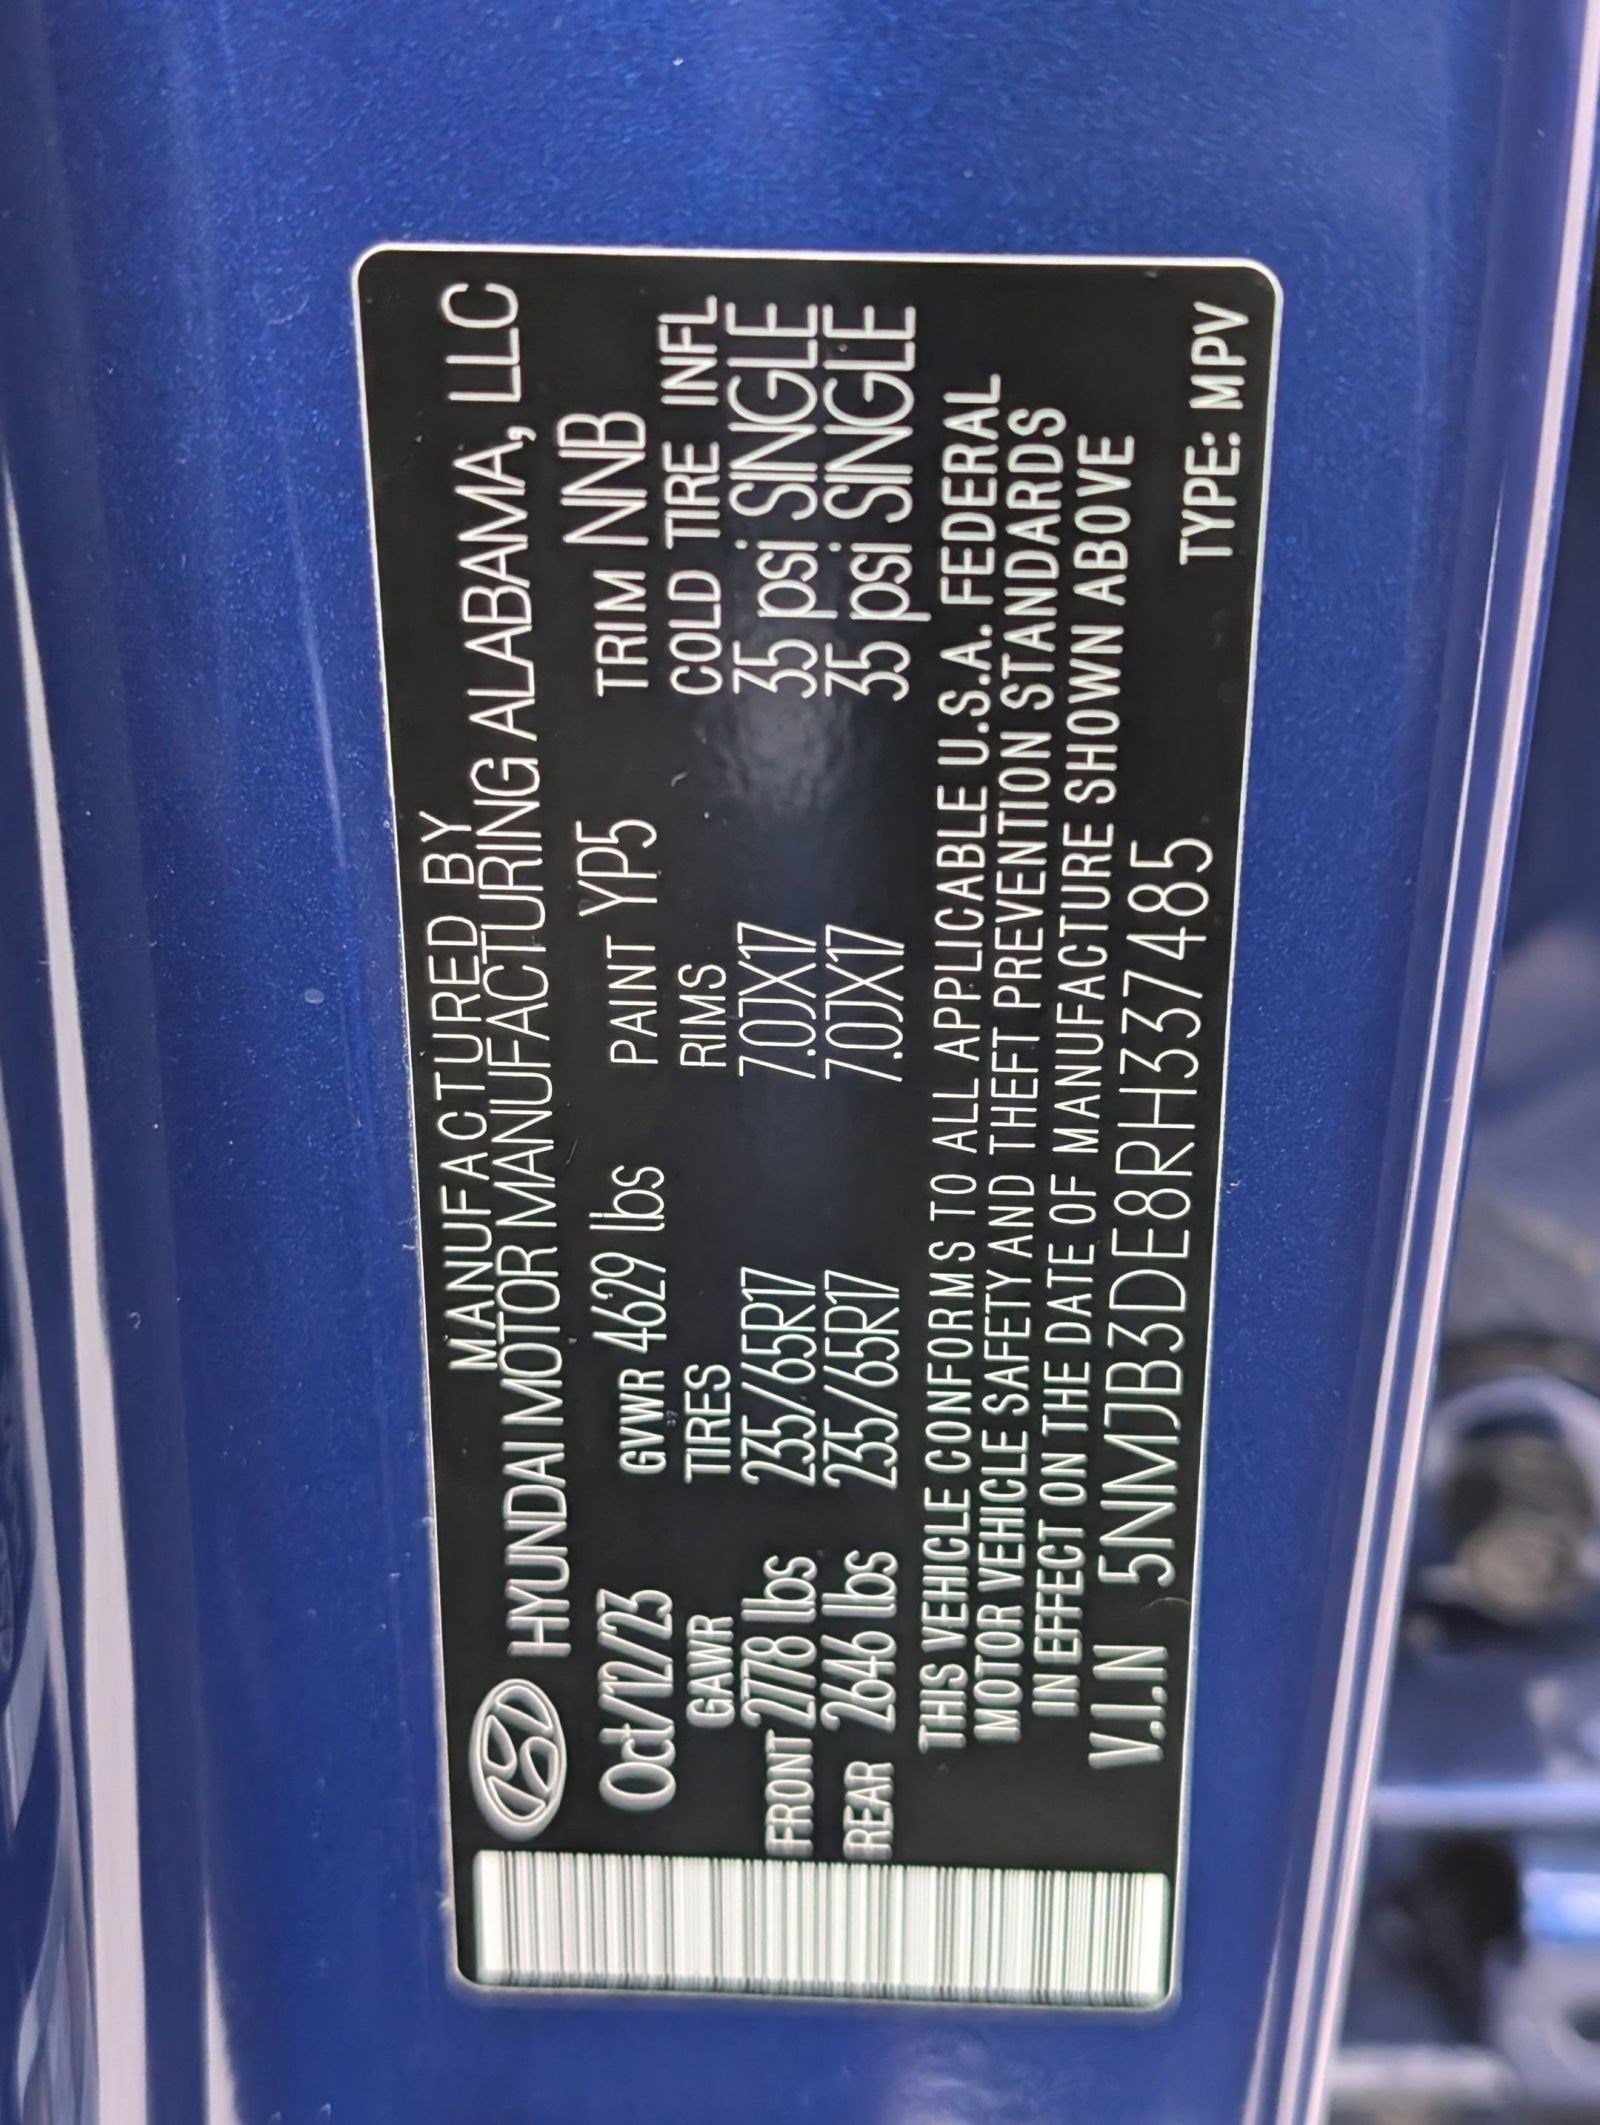 MANUFACTURED BY
HYUNDAI MOTOR MANUFACTURING ALABAMA, LLC
Oct/12/23 GVWR 4629 lbs PAINT YP5 TRIM NNB
GAWR TIRES RIMS COLD TIRE INFL
FRONT 2778 lbs 235/65R17 7.0JX17 35 psi SINGLE
REAR 2646 lbs 235/65R17 7.0JX17 35 psi SINGLE
THIS VEHICLE CONFORMS TO ALL APPLICABLE U.S.A. FEDERAL
MOTOR VEHICLE SAFETY AND THEFT PREVENTION STANDARDS
IN EFFECT ON THE DATE OF MANUFACTURE SHOWN ABOVE
V.I.N 5NMJB3DE8RH337485 TYPE: MPV